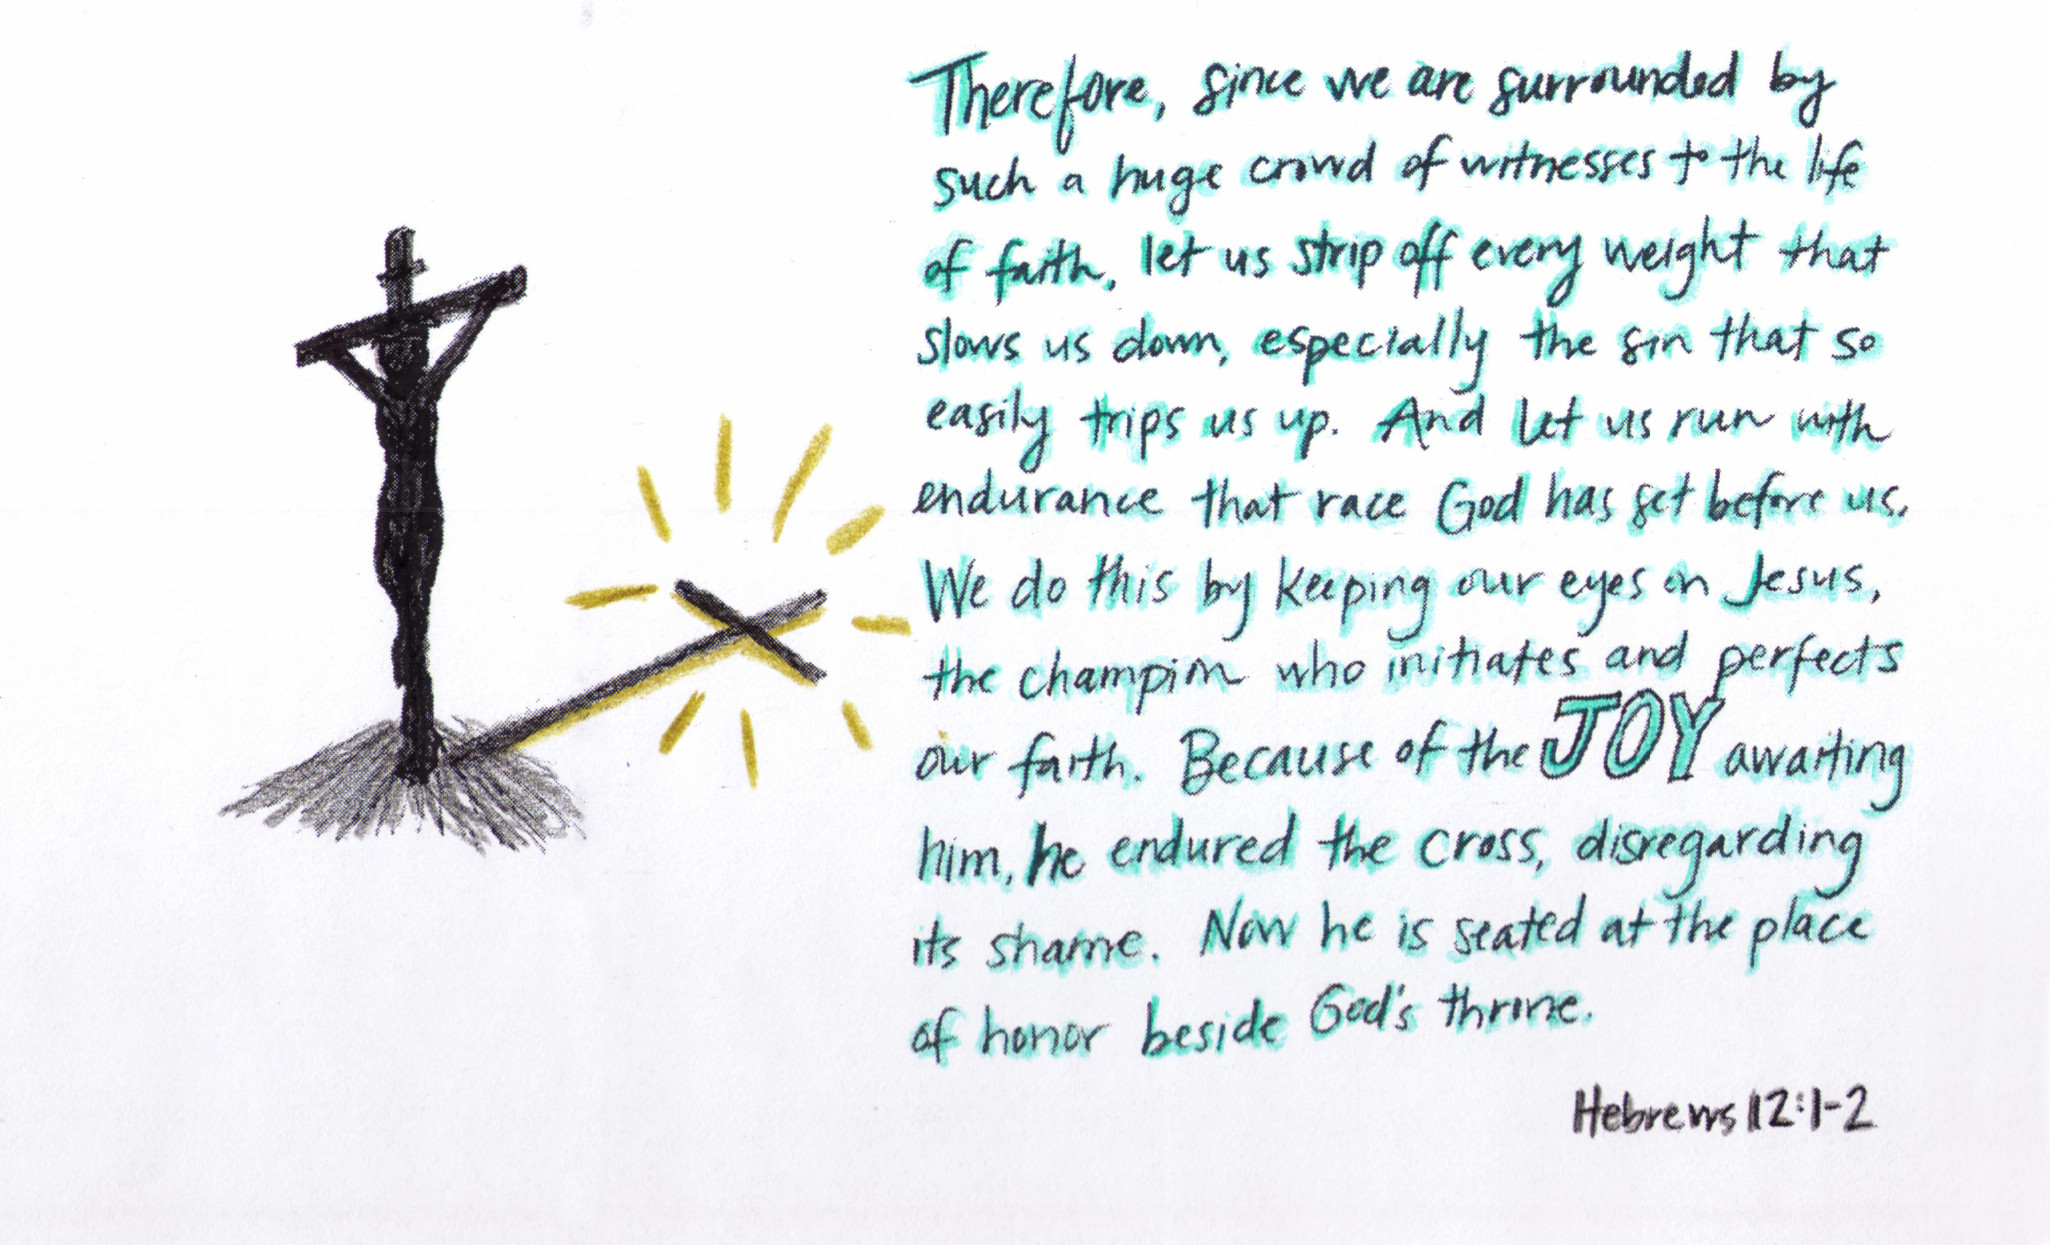 Therefore, since we are surrounded by
such a huge crowd of witnesses to the life
of faith, let us strip off every weight that
slows us down, especially the sin that so
easily trips us up. And let us run with
endurance that race God has set before us.
We do this by keeping our eyes on Jesus,
the champion who initiates and perfects
our faith. Because of the JOY awaiting
him, he endured the cross, disregarding
its shame. Now he is seated at the place
of honor beside God's throne.
Hebrews 12:1-2